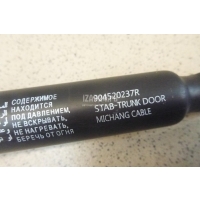 СОДЕРЖИМОЕ
НАХОДИТСЯ
ПОД ДАВЛЕНИЕМ,
НЕ ВСКРЫВАТЬ,
НЕ НАГРЕВАТЬ,
БЕРЕЧЬ ОТ ОГНЯ
904520237R
STAB-TRUNK DOOR
MICHANG CABLE